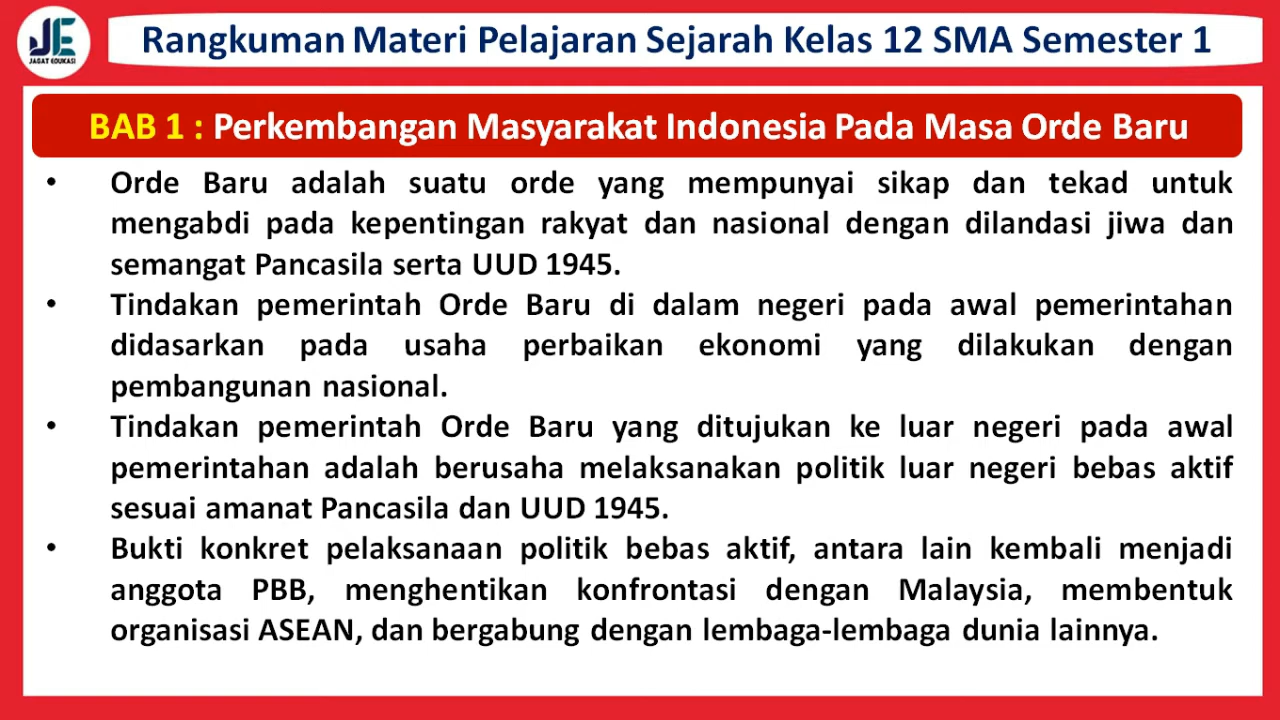 JE
JAGAT EDUKASI
Rangkuman Materi Pelajaran Sejarah Kelas 12 SMA Semester 1
BAB 1 : Perkembangan Masyarakat Indonesia Pada Masa Orde Baru
• Orde Baru adalah suatu orde yang mempunyai sikap dan tekad untuk
mengabdi pada kepentingan rakyat dan nasional dengan dilandasi jiwa dan
semangat Pancasila serta UUD 1945.
• Tindakan pemerintah Orde Baru di dalam negeri pada awal pemerintahan
didasarkan pada usaha perbaikan ekonomi yang dilakukan dengan
pembangunan nasional.
• Tindakan pemerintah Orde Baru yang ditujukan ke luar negeri pada awal
pemerintahan adalah berusaha melaksanakan politik luar negeri bebas aktif
sesuai amanat Pancasila dan UUD 1945.
• Bukti konkret pelaksanaan politik bebas aktif, antara lain kembali menjadi
anggota PBB, menghentikan konfrontasi dengan Malaysia, membentuk
organisasi ASEAN, dan bergabung dengan lembaga-lembaga dunia lainnya.